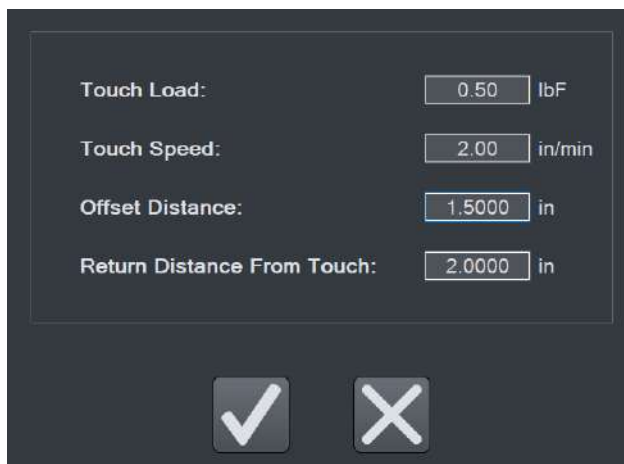 Touch Load: 0.50 lbF
Touch Speed: 2.00 in/min
Offset Distance: 1.5000 in
Return Distance From Touch: 2.0000 in